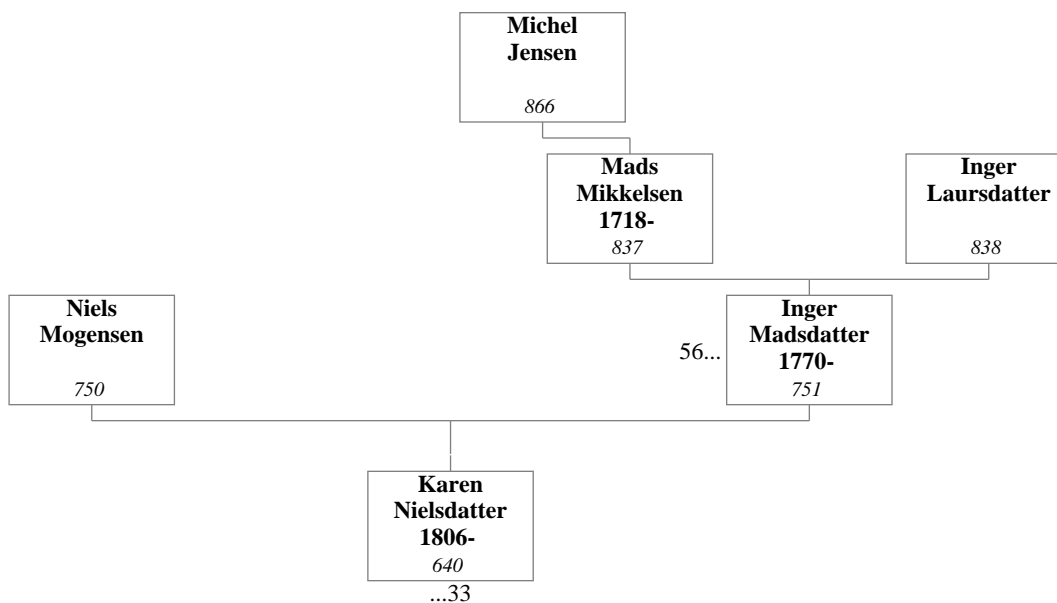 Michel
Jensen
866
Mads
Mikkelsen
1718-
837
Inger
Laursdatter
838
Niels
Mogensen
750
56...
Inger
Madsdatter
1770-
751
Karen
Nielsdatter
1806-
640
...33